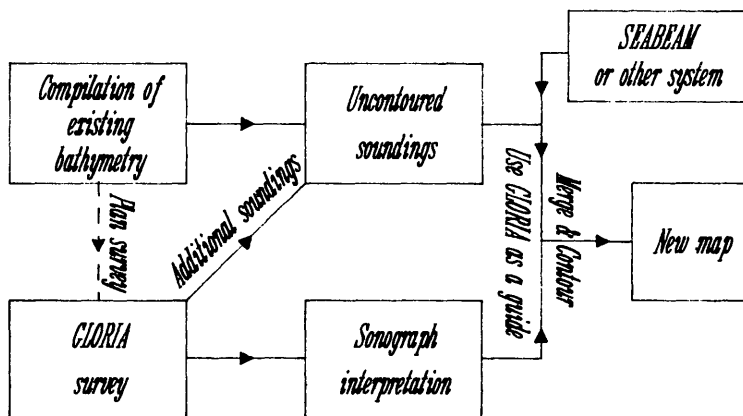 SEABEAM
or other system
Compilation of
existing
bathymetry
Uncontoured
soundings
Plan survey
Additional soundings
Merge & Contour
Use GLORIA as a guide
New map
GLORIA
survey
Sonograph
interpretation